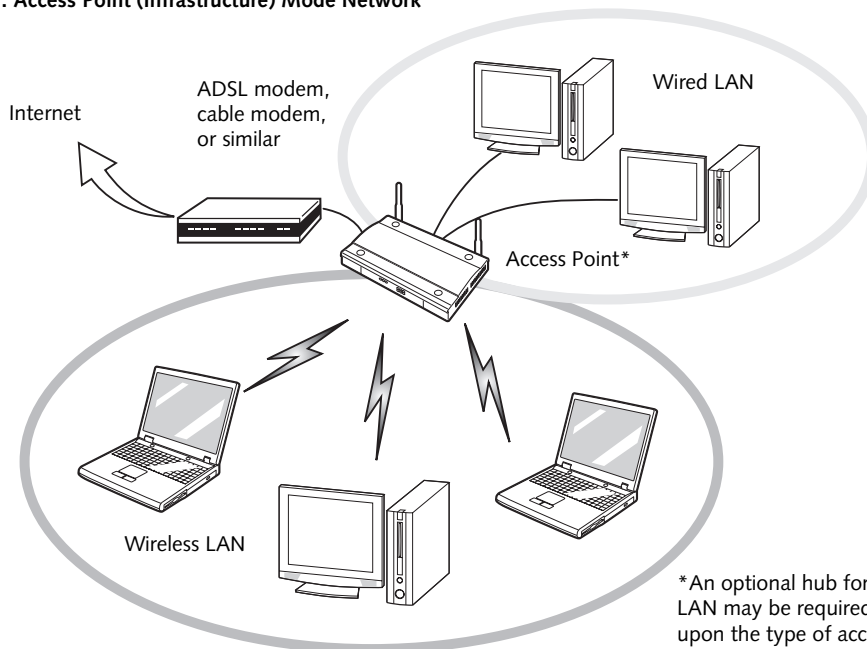 : Access Point (Infrastructure) Mode Network
ADSL modem,
cable modem,
or similar
Internet
Wired LAN
Access Point*
Wireless LAN
*An optional hub for
LAN may be required
upon the type of acc